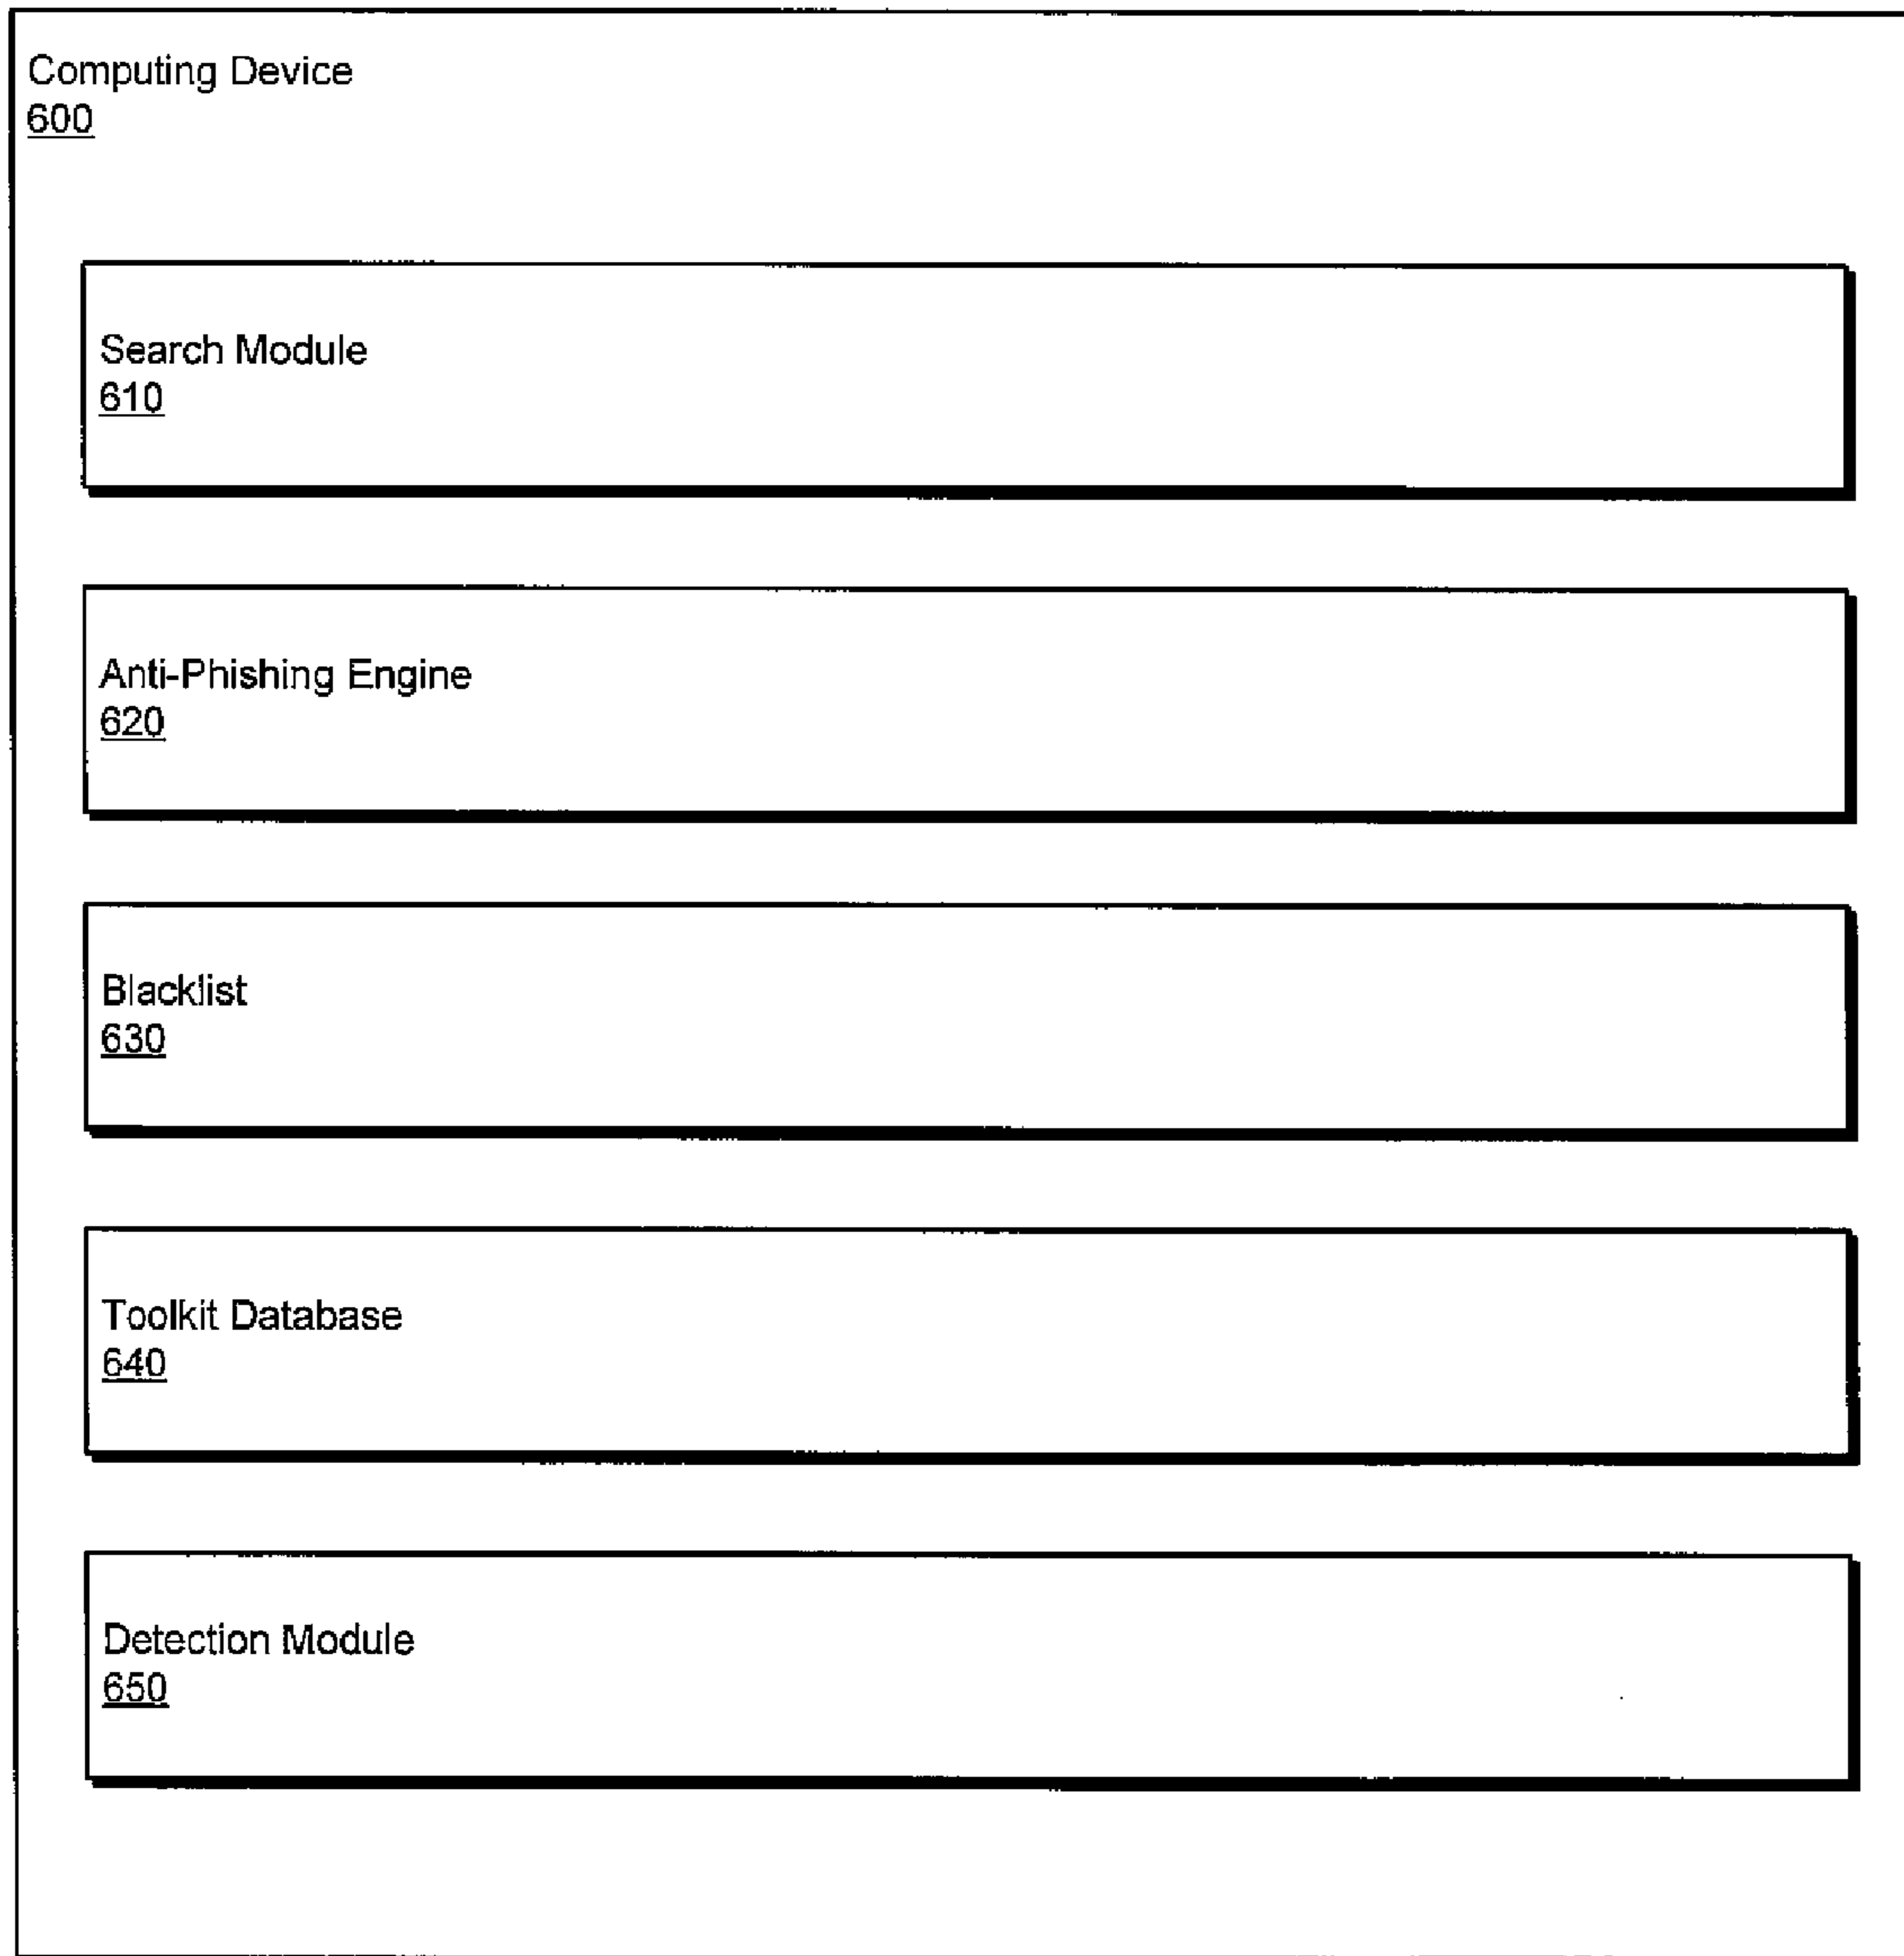 Computing Device
600
Search Module
610
Anti-Phishing Engine
620
Blacklist
630
Toolkit Database
640
Detection Module
650